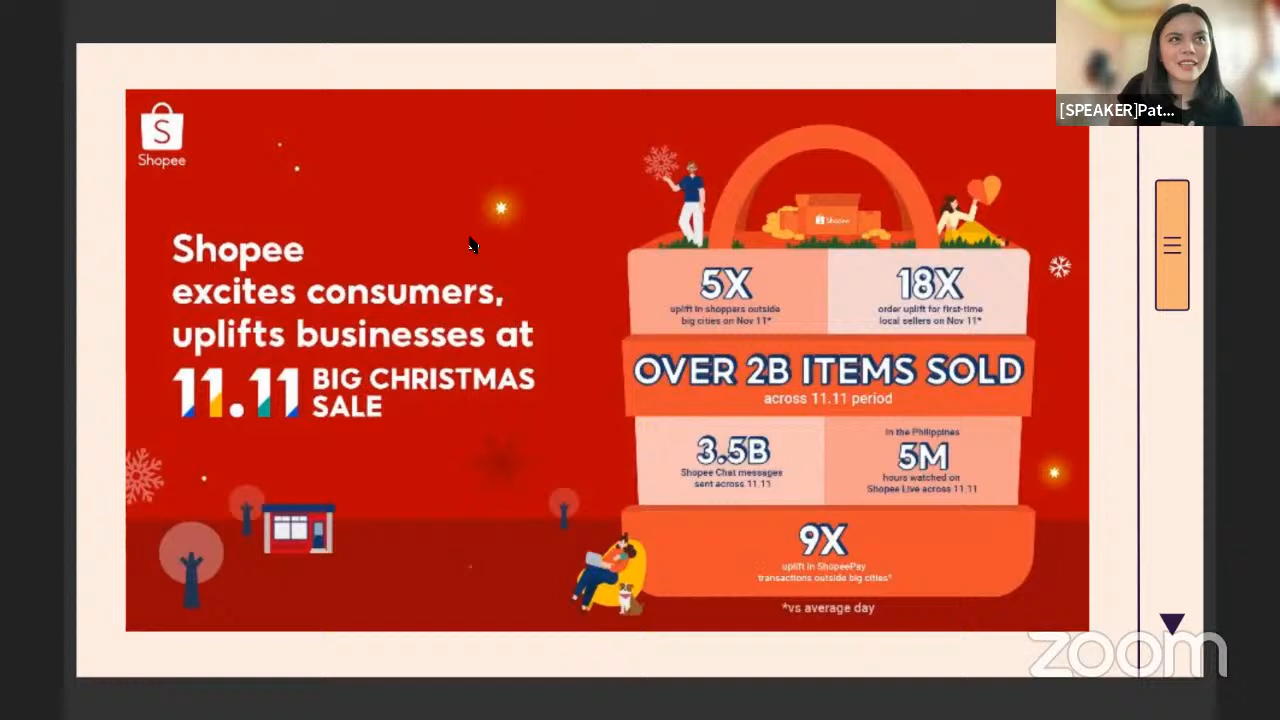 [SPEAKER]Pat...
S
Shopee
Shopee
excites consumers,
uplifts businesses at
11.11 BIG CHRISTMAS
SALE
Shopee
5X
uplift in shoppers outside
big cities on Nov 11*
18X
order uplift for first-time
local sellers on Nov 11*
OVER 2B ITEMS SOLD
across 11.11 period
3.5B
Shopee Chat messages
sent across 11.11
in the Philippines
5M
hours watched on
Shopee Live across 11.11
9X
uplift in ShopeePay
transactions outside big cities*
*vs average day
zoom